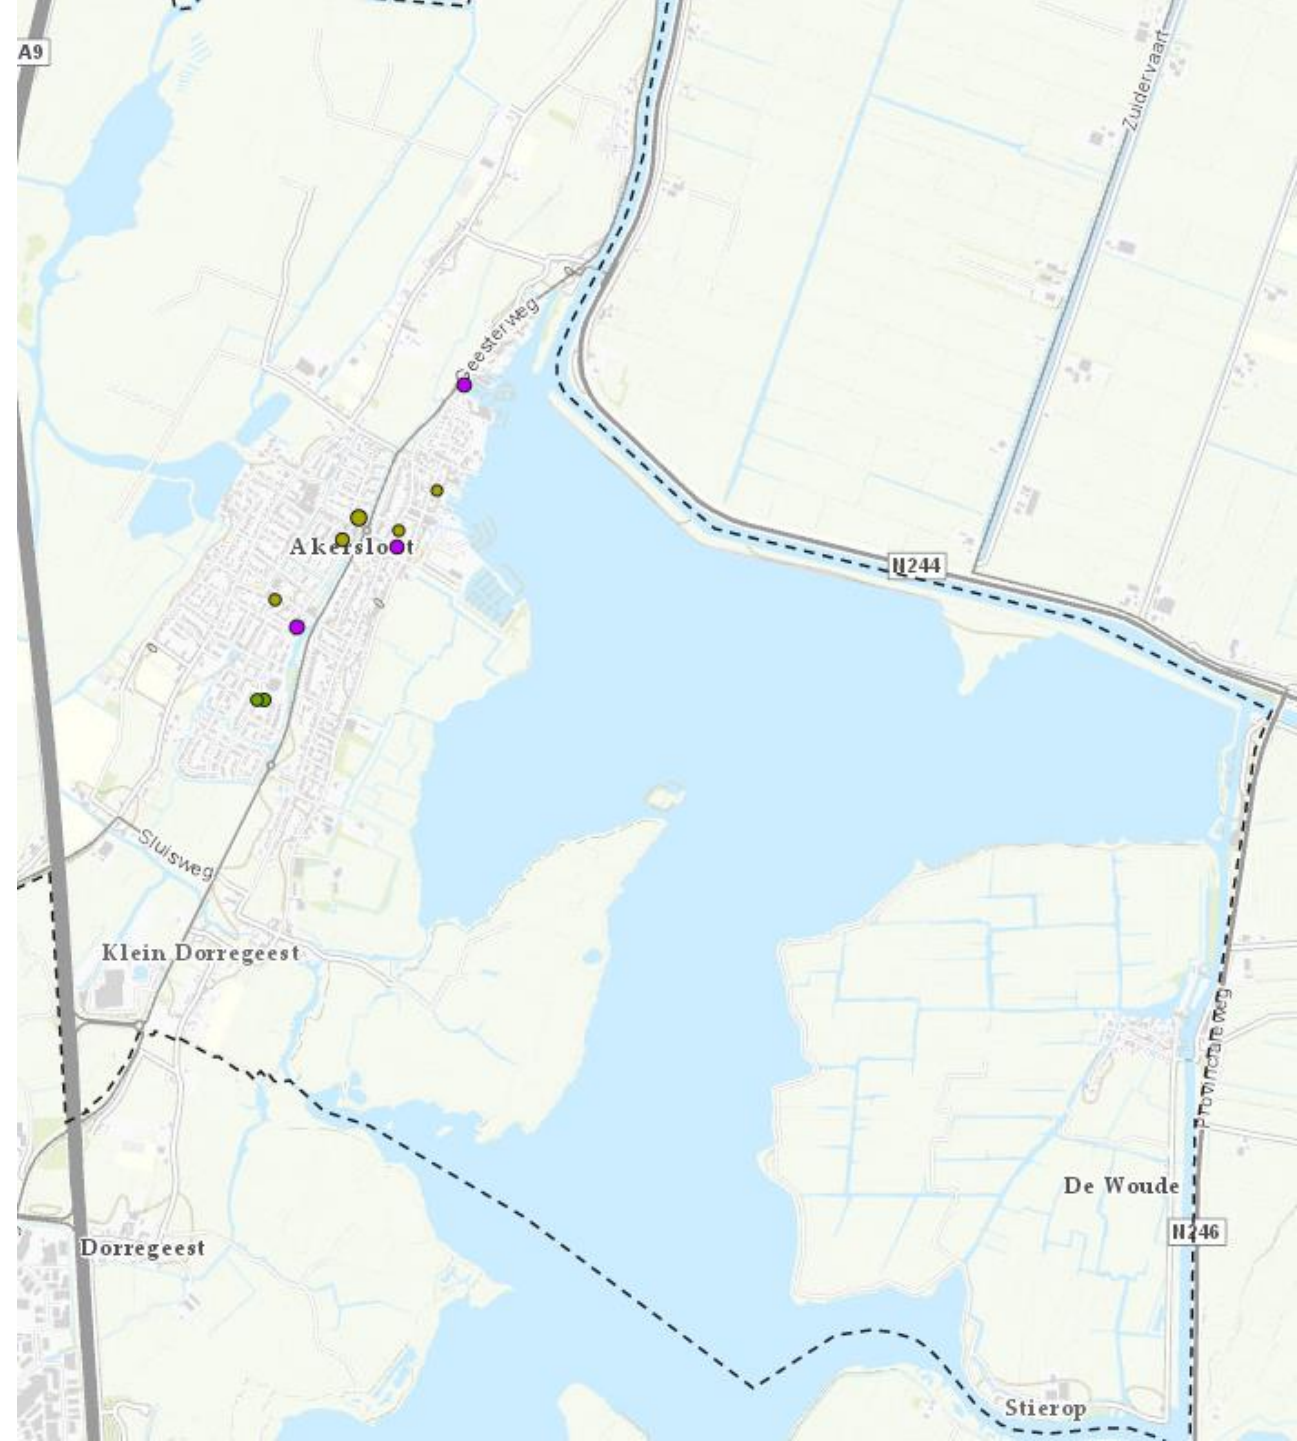 A9
Zuidervaart
Geesterweg
Akersloot
N244
Sluisweg
Klein Dorregeest
Provincialeweg
De Woude
N246
Dorregeest
Stierop